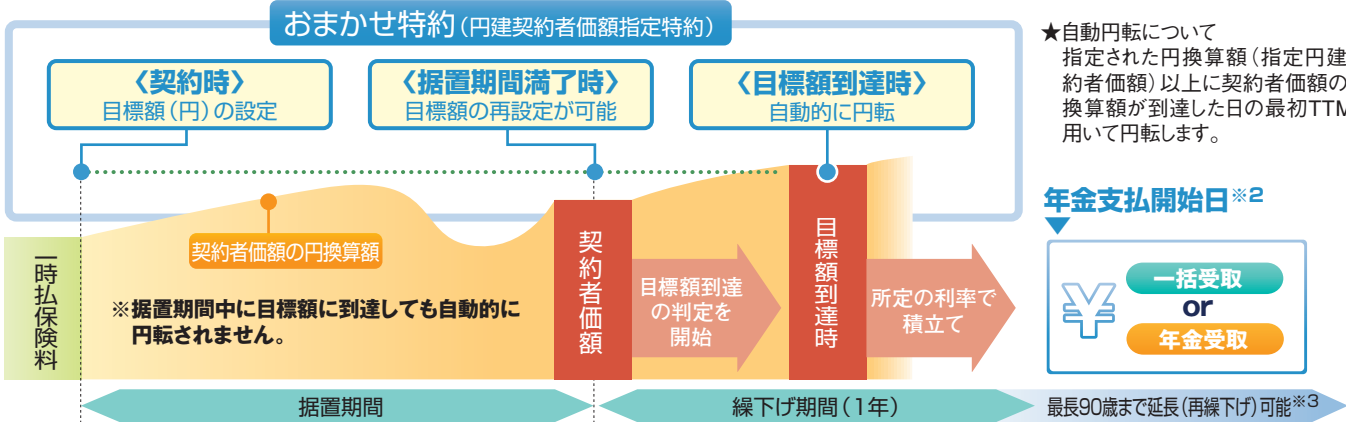 おまかせ特約(円建契約者価額指定特約)
〈契約時〉
目標額(円)の設定
〈据置期間満了時〉
目標額の再設定が可能
〈目標額到達時〉
自動的に円転
★自動円転について
指定された円換算額(指定円建
約者価額)以上に契約者価額の
換算額が到達した日の最初TTM
用いて円転します。
一時払保険料
契約者価額の円換算額
※据置期間中に目標額に到達しても自動的に
円転されません。
契約者価額
目標額到達
の判定を
開始
目標額到達時
所定の利率で
積立て
年金支払開始日※2
¥
一括受取
or
年金受取
据置期間
繰下げ期間(1年)
最長90歳まで延長(再繰下げ)可能※3